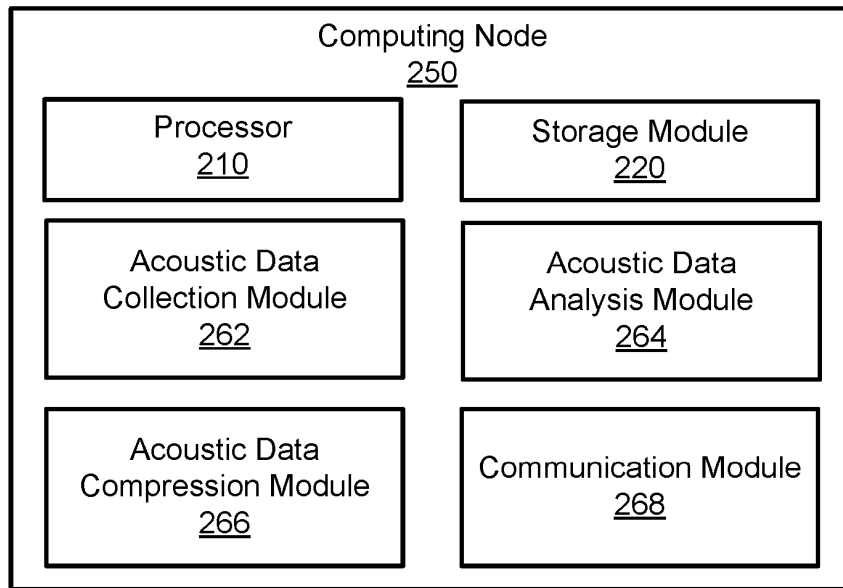 Computing Node
250
Processor
210
Storage Module
220
Acoustic Data
Collection Module
262
Acoustic Data
Analysis Module
264
Acoustic Data
Compression Module
266
Communication Module
268